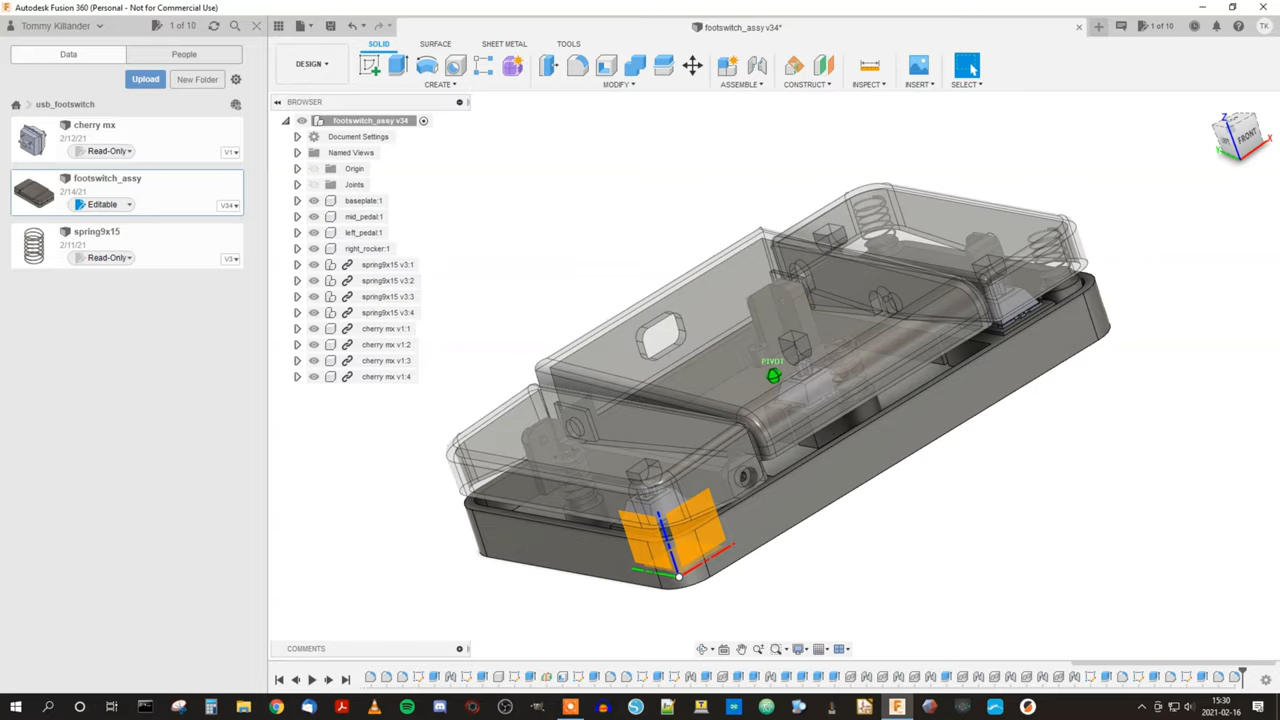 Autodesk Fusion 360 (Personal - Not for Commercial Use)
Tommy Killander
1 of 10
footswitch_assy v34*
1 of 10
TK
Data
People
Upload
New Folder
usb_footswitch
cherry mx
2/12/21
Read-Only
V1
footswitch_assy
2/14/21
Editable
V34
spring9x15
2/11/21
Read-Only
V3
SOLID
SURFACE
SHEET METAL
TOOLS
DESIGN
CREATE
MODIFY
ASSEMBLE
CONSTRUCT
INSPECT
INSERT
SELECT
BROWSER
footswitch_assy v34
Document Settings
Named Views
Origin
Joints
baseplate:1
mid_pedal:1
left_pedal:1
right_rocker:1
spring9x15 v3:1
spring9x15 v3:2
spring9x15 v3:3
spring9x15 v3:4
cherry mx v1:1
cherry mx v1:2
cherry mx v1:3
cherry mx v1:4
Z
FRONT
X
Y
PIVOT
COMMENTS
15:30
2021-02-16